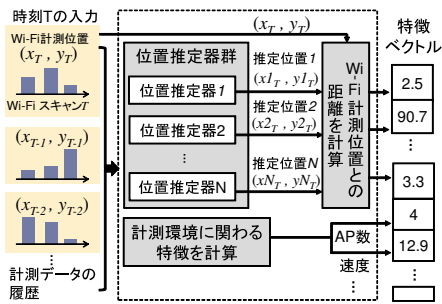 時刻Tの入力
Wi-Fi計測位置
(x_T , y_T)
Wi-Fi スキャンT
(x_{T-1} , y_{T-1})
(x_{T-2} , y_{T-2})
⋮
計測データの
履歴
(x_T , y_T)
位置推定器群
位置推定器1
位置推定器2
⋮
位置推定器N
推定位置1
(x1_T , y1_T)
推定位置2
(x2_T , y2_T)
⋮
推定位置N
(xN_T , yN_T)
Wi-Fi計測位置との
距離を計算
計測環境に関わる
特徴を計算
AP数
速度
⋮
特徴
ベクトル
2.5
90.7
⋮
3.3
4
12.9
⋮